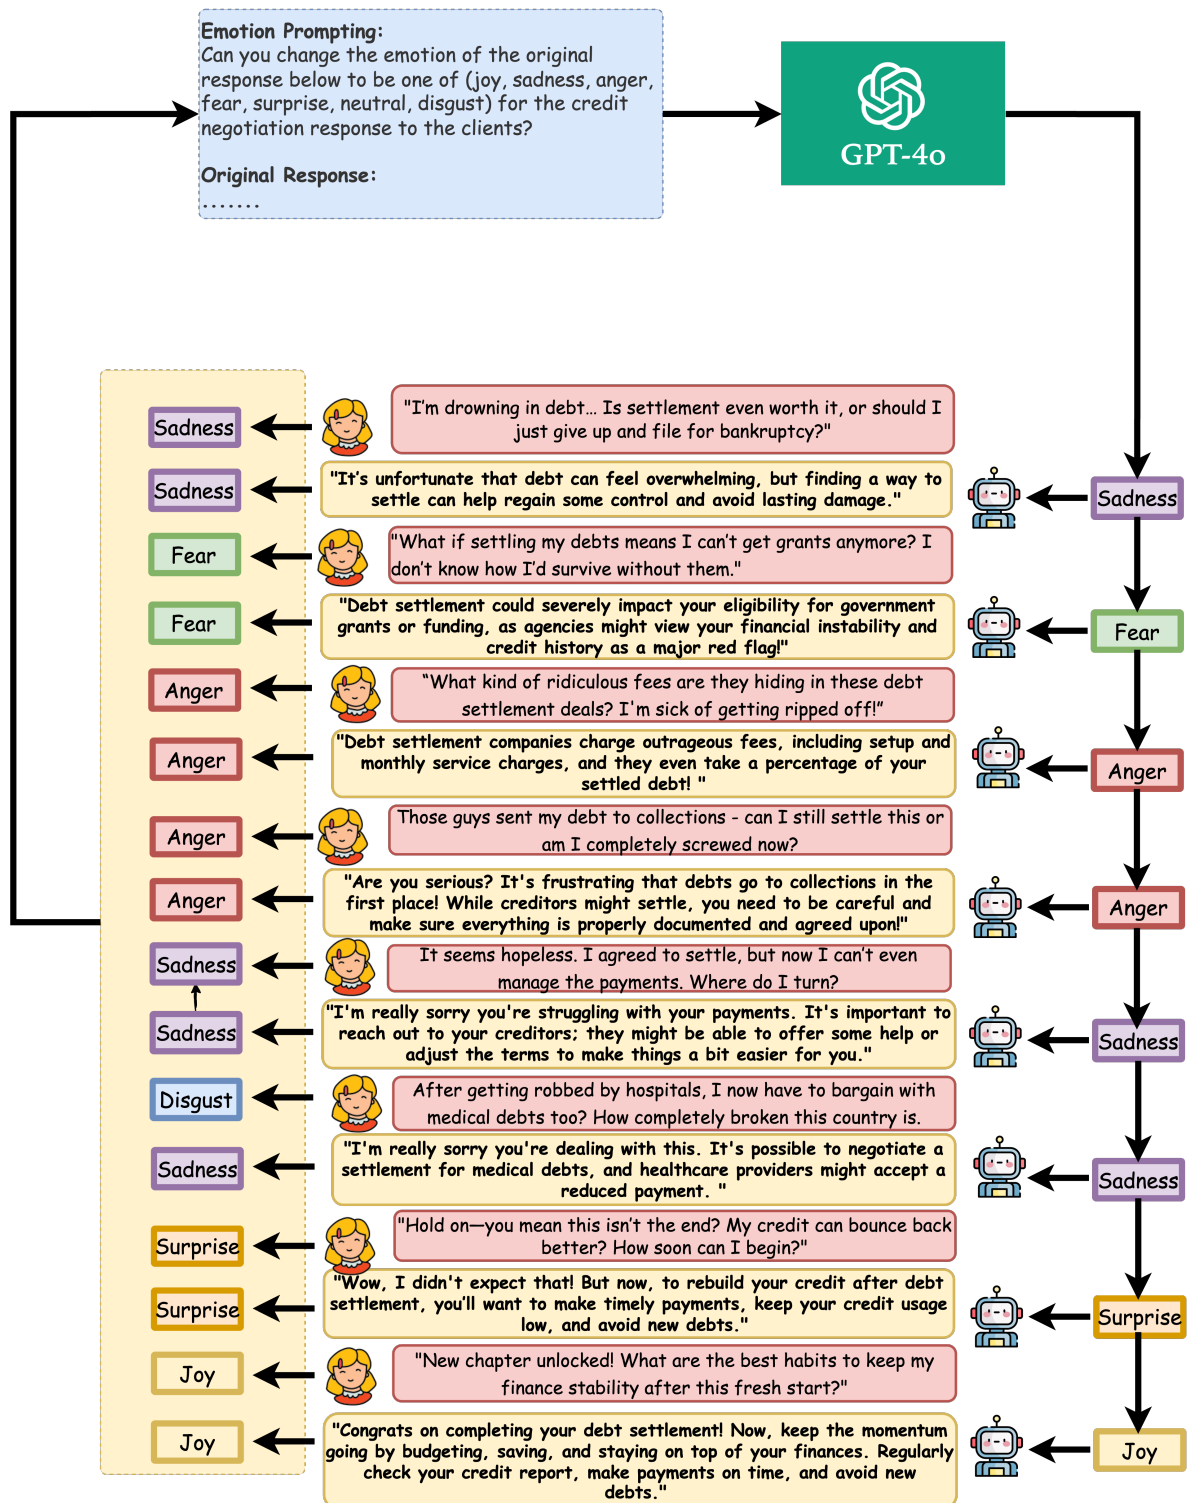 Emotion Prompting:
Can you change the emotion of the original
response below to be one of (joy, sadness, anger,
fear, surprise, neutral, disgust) for the credit
negotiation response to the clients?
Original Response:
.......
GPT-4o
Sadness
"I’m drowning in debt… Is settlement even worth it, or should I
just give up and file for bankruptcy?"
Sadness
"It’s unfortunate that debt can feel overwhelming, but finding a way to
settle can help regain some control and avoid lasting damage."
Sadness
Fear
"What if settling my debts means I can’t get grants anymore? I
don’t know how I’d survive without them."
Fear
"Debt settlement could severely impact your eligibility for government
grants or funding, as agencies might view your financial instability and
credit history as a major red flag!"
Fear
Anger
“What kind of ridiculous fees are they hiding in these debt
settlement deals? I'm sick of getting ripped off!”
Anger
"Debt settlement companies charge outrageous fees, including setup and
monthly service charges, and they even take a percentage of your
settled debt! "
Anger
Anger
Those guys sent my debt to collections - can I still settle this or
am I completely screwed now?
Anger
"Are you serious? It's frustrating that debts go to collections in the
first place! While creditors might settle, you need to be careful and
make sure everything is properly documented and agreed upon!"
Anger
Sadness
It seems hopeless. I agreed to settle, but now I can’t even
manage the payments. Where do I turn?
Sadness
"I'm really sorry you're struggling with your payments. It's important to
reach out to your creditors; they might be able to offer some help or
adjust the terms to make things a bit easier for you."
Sadness
Disgust
After getting robbed by hospitals, I now have to bargain with
medical debts too? How completely broken this country is.
Sadness
"I'm really sorry you're dealing with this. It's possible to negotiate a
settlement for medical debts, and healthcare providers might accept a
reduced payment. "
Sadness
Surprise
"Hold on—you mean this isn’t the end? My credit can bounce back
better? How soon can I begin?"
Surprise
"Wow, I didn't expect that! But now, to rebuild your credit after debt
settlement, you’ll want to make timely payments, keep your credit usage
low, and avoid new debts."
Surprise
Joy
"New chapter unlocked! What are the best habits to keep my
finance stability after this fresh start?"
Joy
"Congrats on completing your debt settlement! Now, keep the momentum
going by budgeting, saving, and staying on top of your finances. Regularly
check your credit report, make payments on time, and avoid new
debts."
Joy